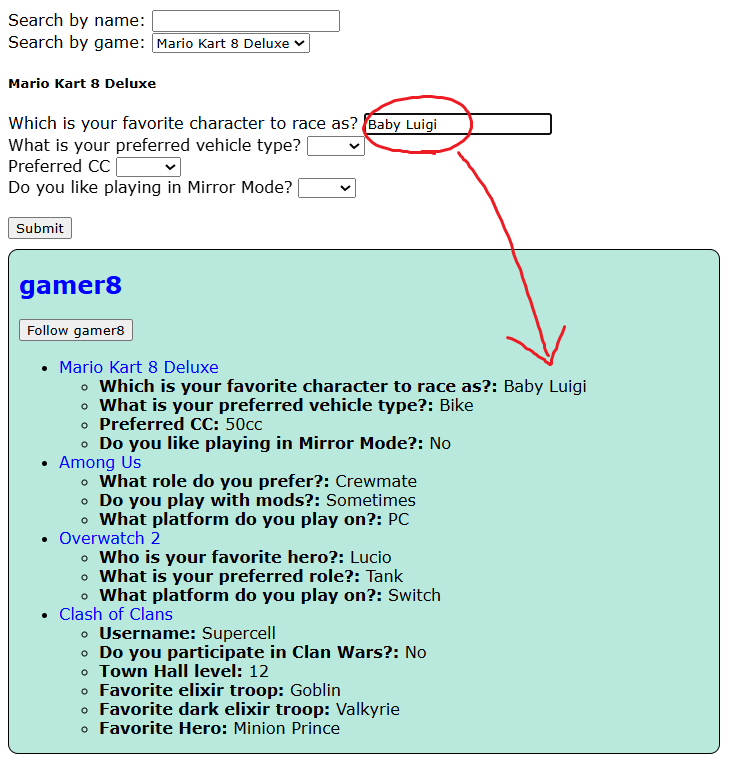 Search by name:
Search by game: Mario Kart 8 Deluxe
Mario Kart 8 Deluxe
Which is your favorite character to race as? Baby Luigi
What is your preferred vehicle type?
Preferred CC
Do you like playing in Mirror Mode?
Submit
gamer8
Follow gamer8
Mario Kart 8 Deluxe
Which is your favorite character to race as?: Baby Luigi
What is your preferred vehicle type?: Bike
Preferred CC: 50cc
Do you like playing in Mirror Mode?: No
Among Us
What role do you prefer?: Crewmate
Do you play with mods?: Sometimes
What platform do you play on?: PC
Overwatch 2
Who is your favorite hero?: Lucio
What is your preferred role?: Tank
What platform do you play on?: Switch
Clash of Clans
Username: Supercell
Do you participate in Clan Wars?: No
Town Hall level: 12
Favorite elixir troop: Goblin
Favorite dark elixir troop: Valkyrie
Favorite Hero: Minion Prince